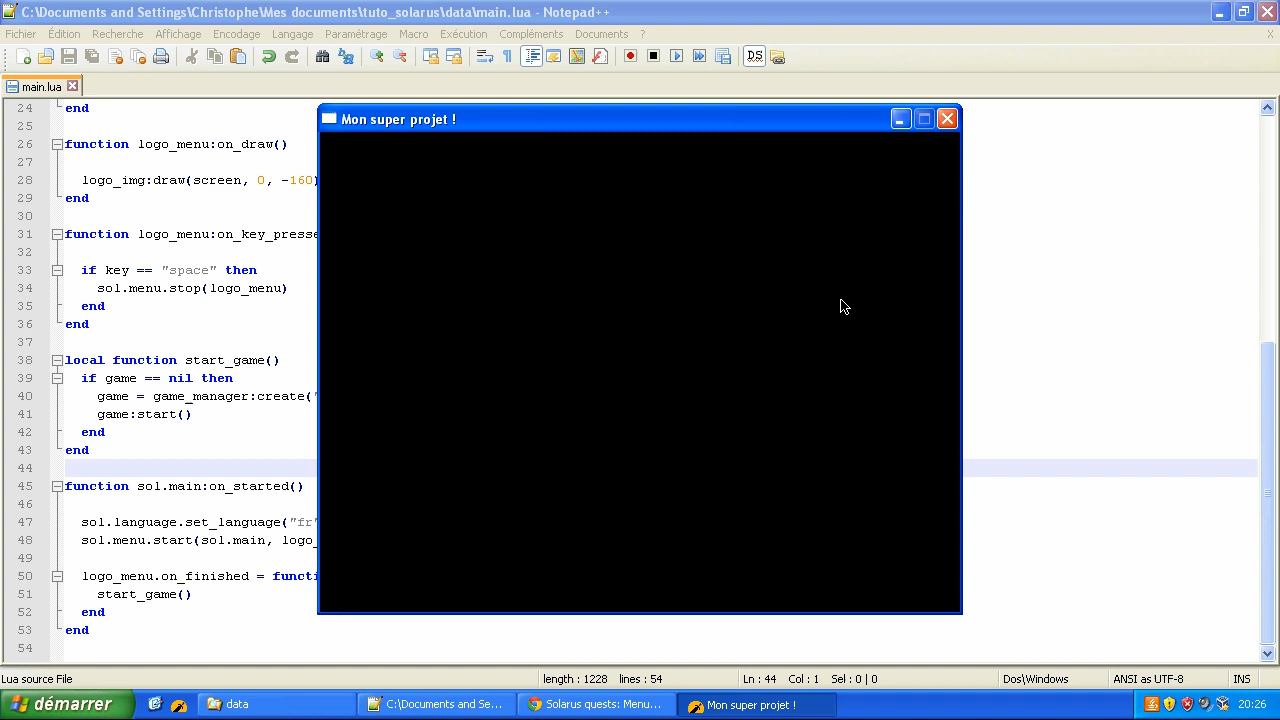 C:\Documents and Settings\Christophe\Mes documents\tuto_solarus\data\main.lua - Notepad++
Fichier Édition Recherche Affichage Encodage Langage Paramétrage Macro Exécution Compléments Documents ? X
DS
main.lua
Mon super projet !
24 end
25
26 function logo_menu:on_draw()
27
28 logo_img:draw(screen, 0, -160)
29 end
30
31 function logo_menu:on_key_presse
32
33 if key == "space" then
34 sol.menu.stop(logo_menu)
35 end
36 end
37
38 local function start_game()
39 if game == nil then
40 game = game_manager:create("
41 game:start()
42 end
43 end
44
45 function sol.main:on_started()
46
47 sol.language.set_language("fr"
48 sol.menu.start(sol.main, logo_
49
50 logo_menu.on_finished = functi
51 start_game()
52 end
53 end
54
Lua source File length : 1228 lines : 54 Ln : 44 Col : 1 Sel : 0 | 0 Dos\Windows ANSI as UTF-8 INS
démarrer data C:\Documents and Se... Solarus quests: Menu... Mon super projet ! 20:26